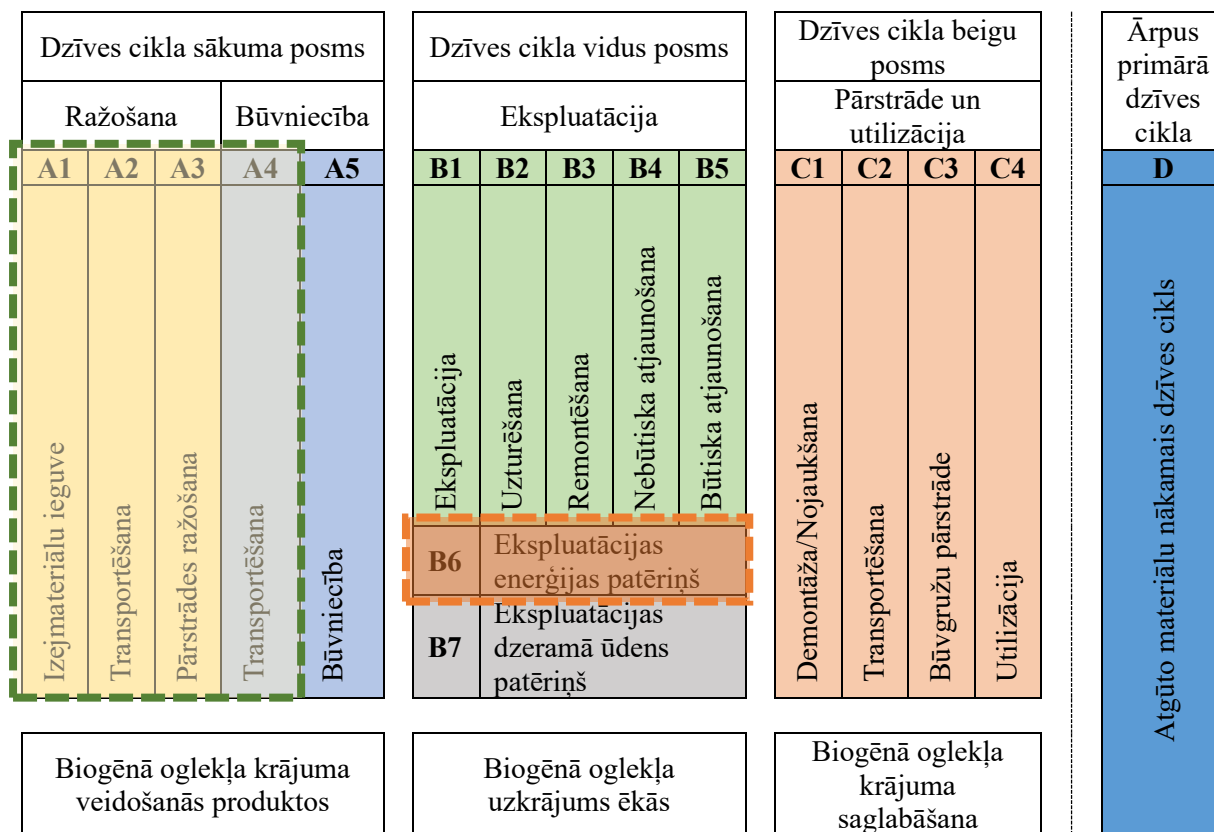 Dzīves cikla sākuma posms
Ražošana
Būvniecība
A1
A2
A3
A4
A5
Izejmateriālu ieguve
Transportēšana
Pārstrādes ražošana
Transportēšana
Būvniecība
Biogēnā oglekļa krājuma
veidošanās produktos
Dzīves cikla vidus posms
Ekspluatācija
B1
B2
B3
B4
B5
Ekspluatācija
Uzturēšana
Remontēšana
Nebūtiska atjaunošana
Būtiska atjaunošana
B6
Ekspluatācijas
enerģijas patēriņš
B7
Ekspluatācijas
dzeramā ūdens
patēriņš
Biogēnā oglekļa
uzkrājums ēkās
Dzīves cikla beigu
posms
Pārstrāde un
utilizācija
C1
C2
C3
C4
Demontāža/Nojaukšana
Transportēšana
Būvgružu pārstrāde
Utilizācija
Biogēnā oglekļa
krājuma
saglabāšana
Ārpus
primārā
dzīves
cikla
D
Atgūto materiālu nākamais dzīves cikls